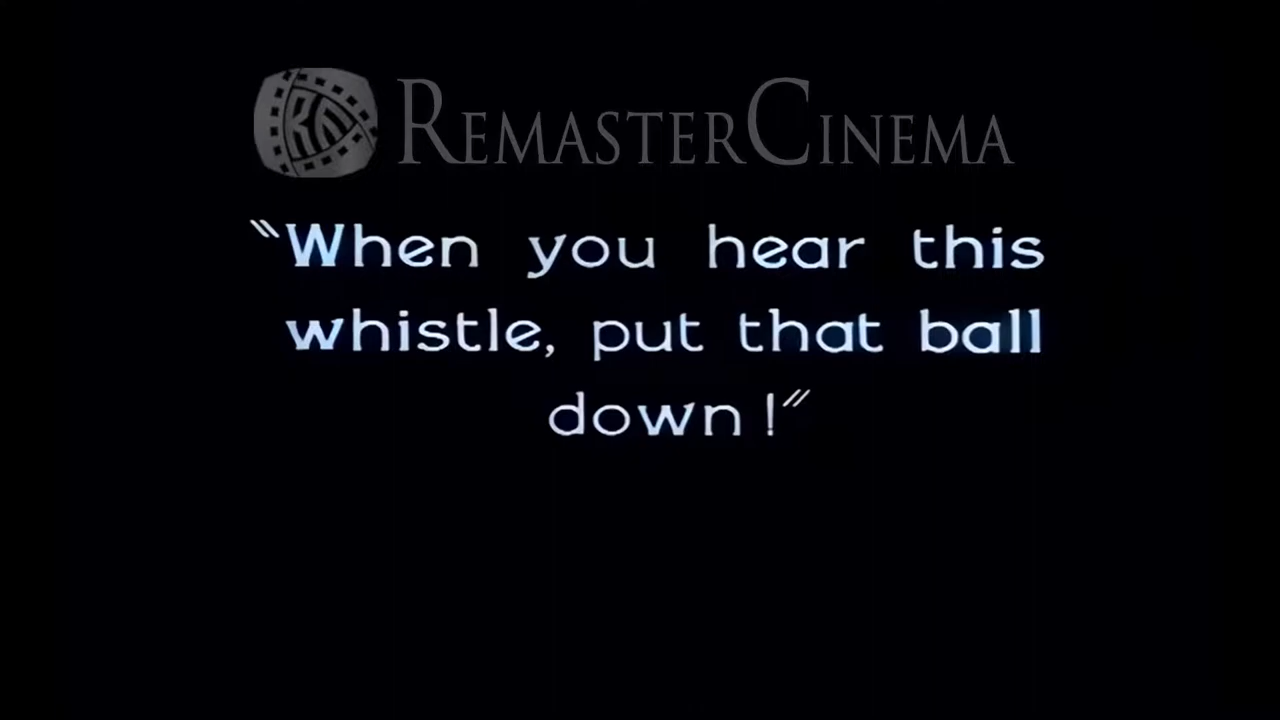 REMASTERCINEMA
"When you hear this
whistle, put that ball
down!"